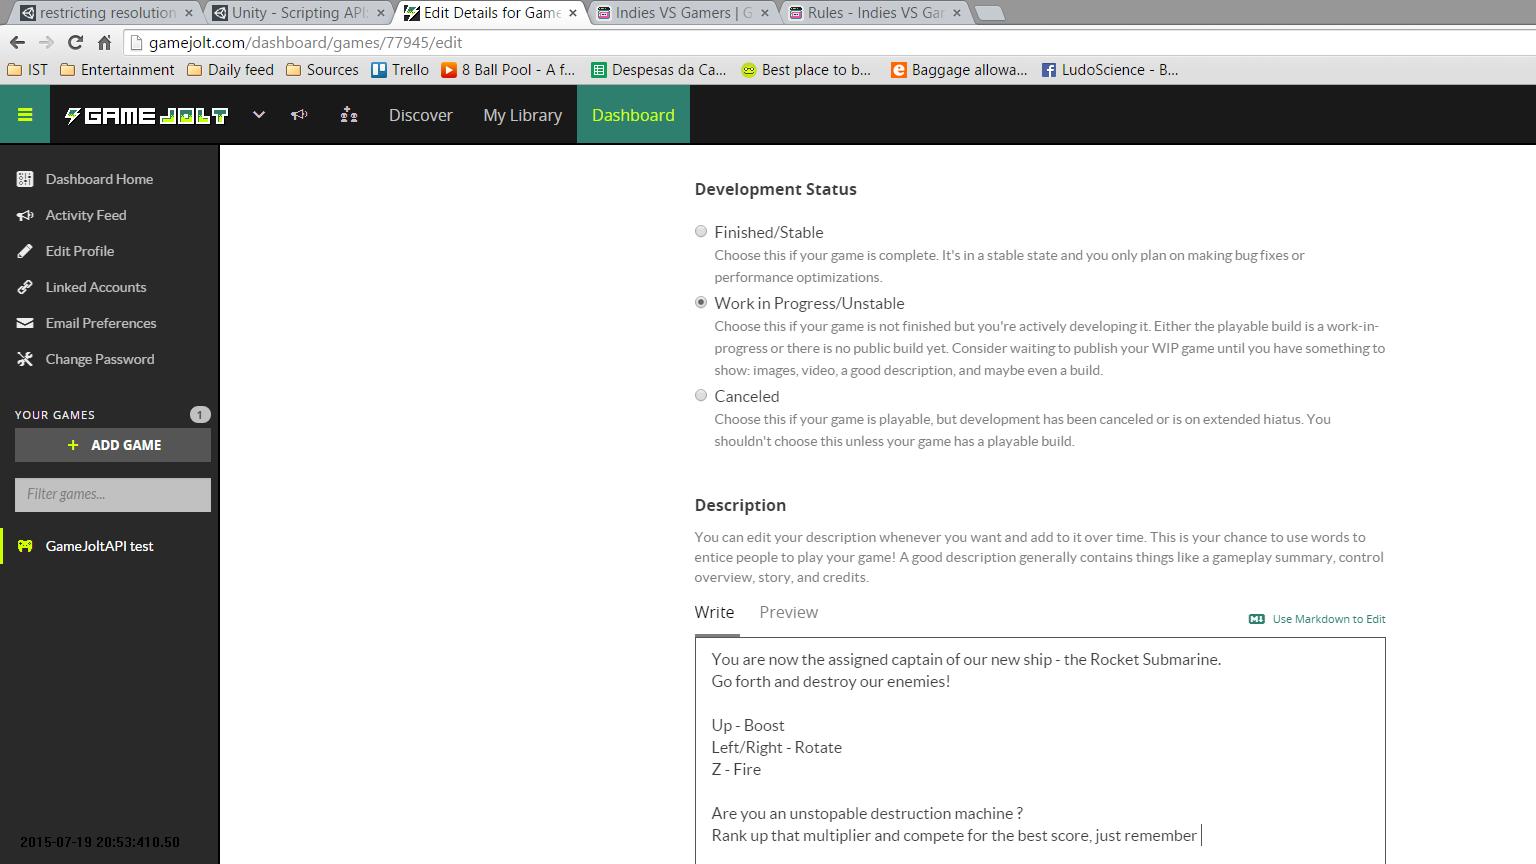 restricting resolution
Unity - Scripting API:
Edit Details for Game
Indies VS Gamers | G
Rules - Indies VS Gar
gamejolt.com/dashboard/games/77945/edit
IST
Entertainment
Daily feed
Sources
Trello
8 Ball Pool - A f...
Despesas da Ca...
Best place to b...
Baggage allowa...
LudoScience - B...
GAME JOLT
Discover
My Library
Dashboard
Dashboard Home
Activity Feed
Edit Profile
Linked Accounts
Email Preferences
Change Password
YOUR GAMES 1
+ ADD GAME
Filter games...
GameJoltAPI test
2015-07-19 20:53:410.50
Development Status
Finished/Stable
Choose this if your game is complete. It's in a stable state and you only plan on making bug fixes or
performance optimizations.
Work in Progress/Unstable
Choose this if your game is not finished but you're actively developing it. Either the playable build is a work-in-
progress or there is no public build yet. Consider waiting to publish your WIP game until you have something to
show: images, video, a good description, and maybe even a build.
Canceled
Choose this if your game is playable, but development has been canceled or is on extended hiatus. You
shouldn't choose this unless your game has a playable build.
Description
You can edit your description whenever you want and add to it over time. This is your chance to use words to
entice people to play your game! A good description generally contains things like a gameplay summary, control
overview, story, and credits.
Write
Preview
Use Markdown to Edit
You are now the assigned captain of our new ship - the Rocket Submarine.
Go forth and destroy our enemies!
Up - Boost
Left/Right - Rotate
Z - Fire
Are you an unstopable destruction machine ?
Rank up that multiplier and compete for the best score, just remember